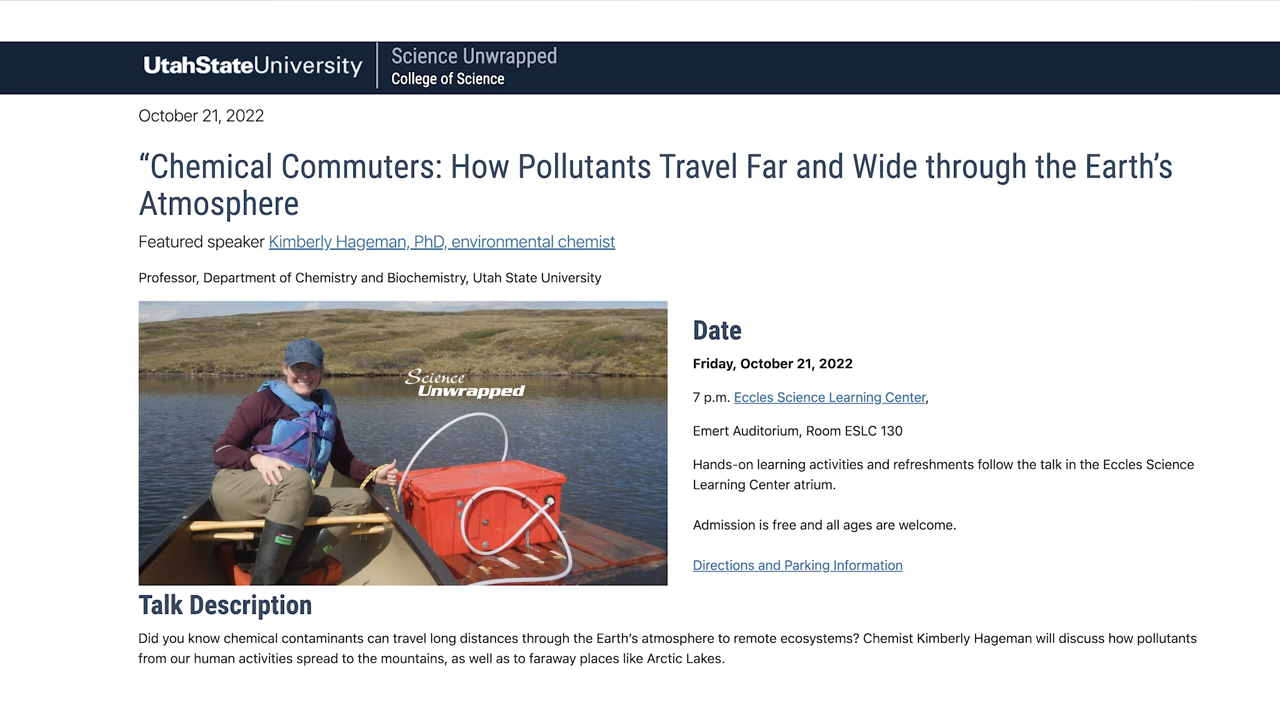 UtahStateUniversity
Science Unwrapped
College of Science
October 21, 2022
“Chemical Commuters: How Pollutants Travel Far and Wide through the Earth’s
Atmosphere
Featured speaker Kimberly Hageman, PhD, environmental chemist
Professor, Department of Chemistry and Biochemistry, Utah State University
Science
Unwrapped
Date
Friday, October 21, 2022
7 p.m. Eccles Science Learning Center,
Emert Auditorium, Room ESLC 130
Hands-on learning activities and refreshments follow the talk in the Eccles Science
Learning Center atrium.
Admission is free and all ages are welcome.
Directions and Parking Information
Talk Description
Did you know chemical contaminants can travel long distances through the Earth’s atmosphere to remote ecosystems? Chemist Kimberly Hageman will discuss how pollutants
from our human activities spread to the mountains, as well as to faraway places like Arctic Lakes.